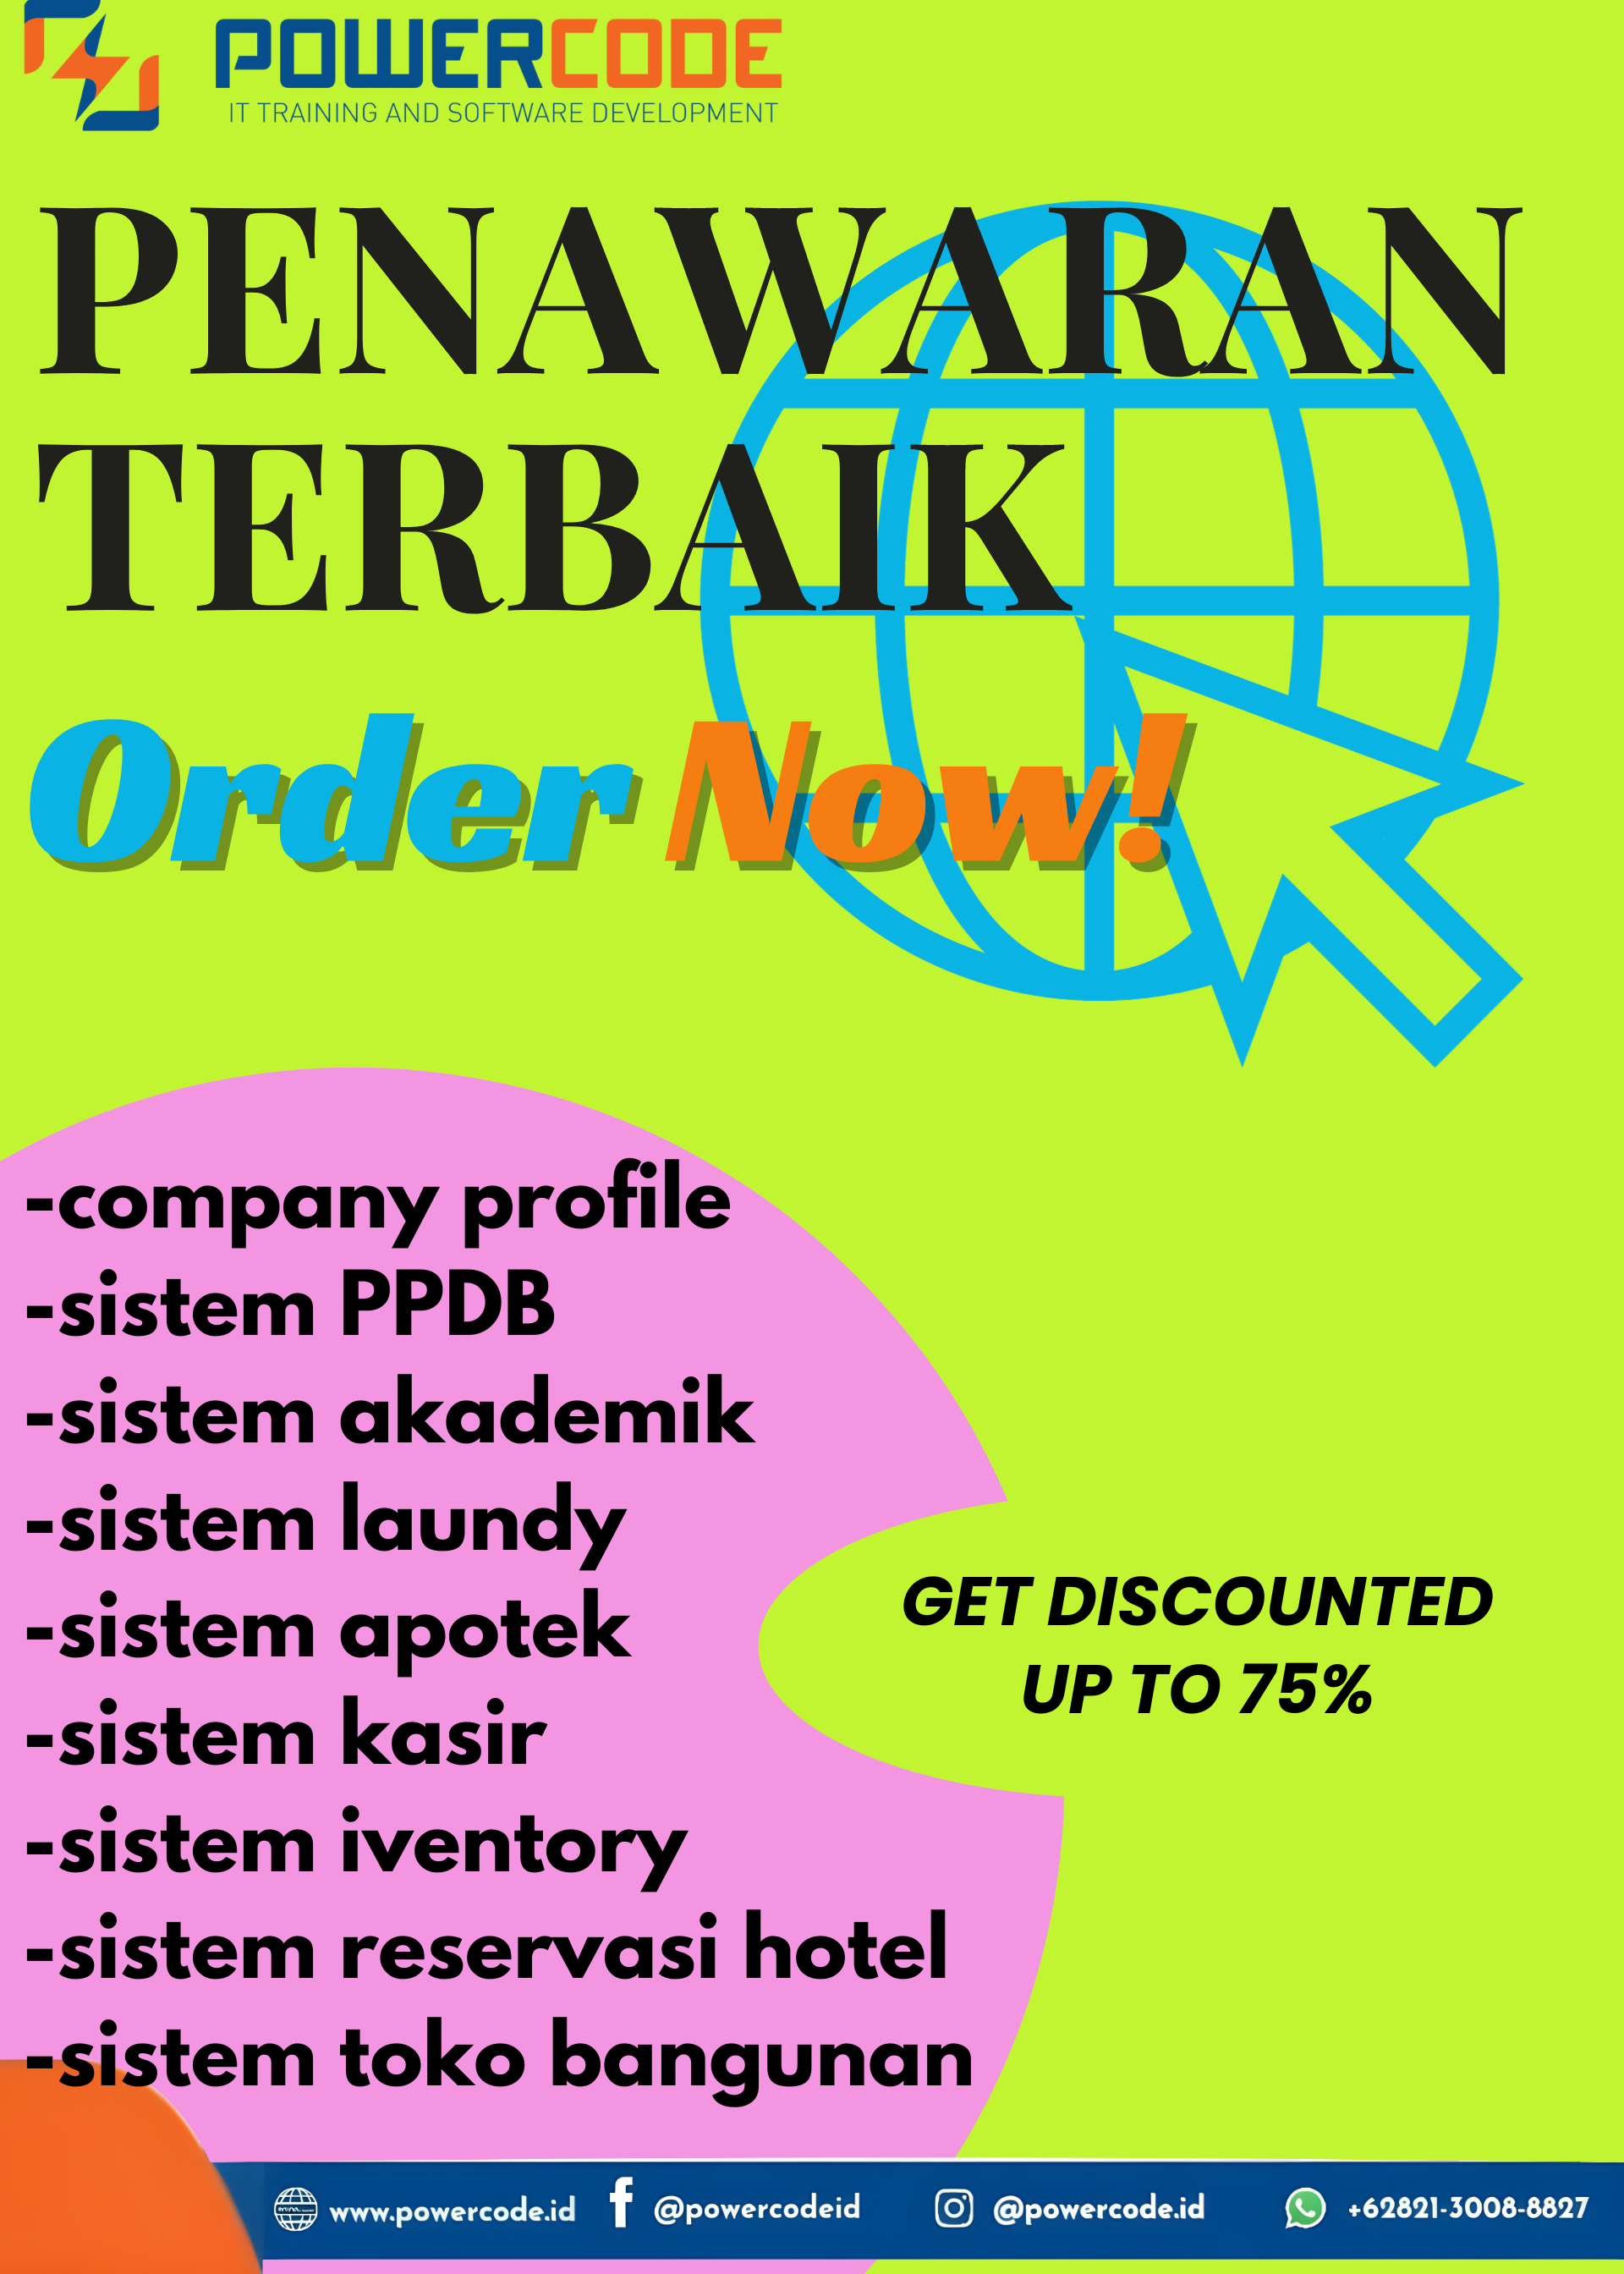 POWERCODE
IT TRAINING AND SOFTWARE DEVELOPMENT
PENAWARAN
TERBAIK
Order Now!
-company profile
-sistem PPDB
-sistem akademik
-sistem laundy
-sistem apotek
-sistem kasir
-sistem iventory
-sistem reservasi hotel
-sistem toko bangunan
GET DISCOUNTED
UP TO 75%
www.powercode.id @powercodeid @powercode.id +62821-3008-8827